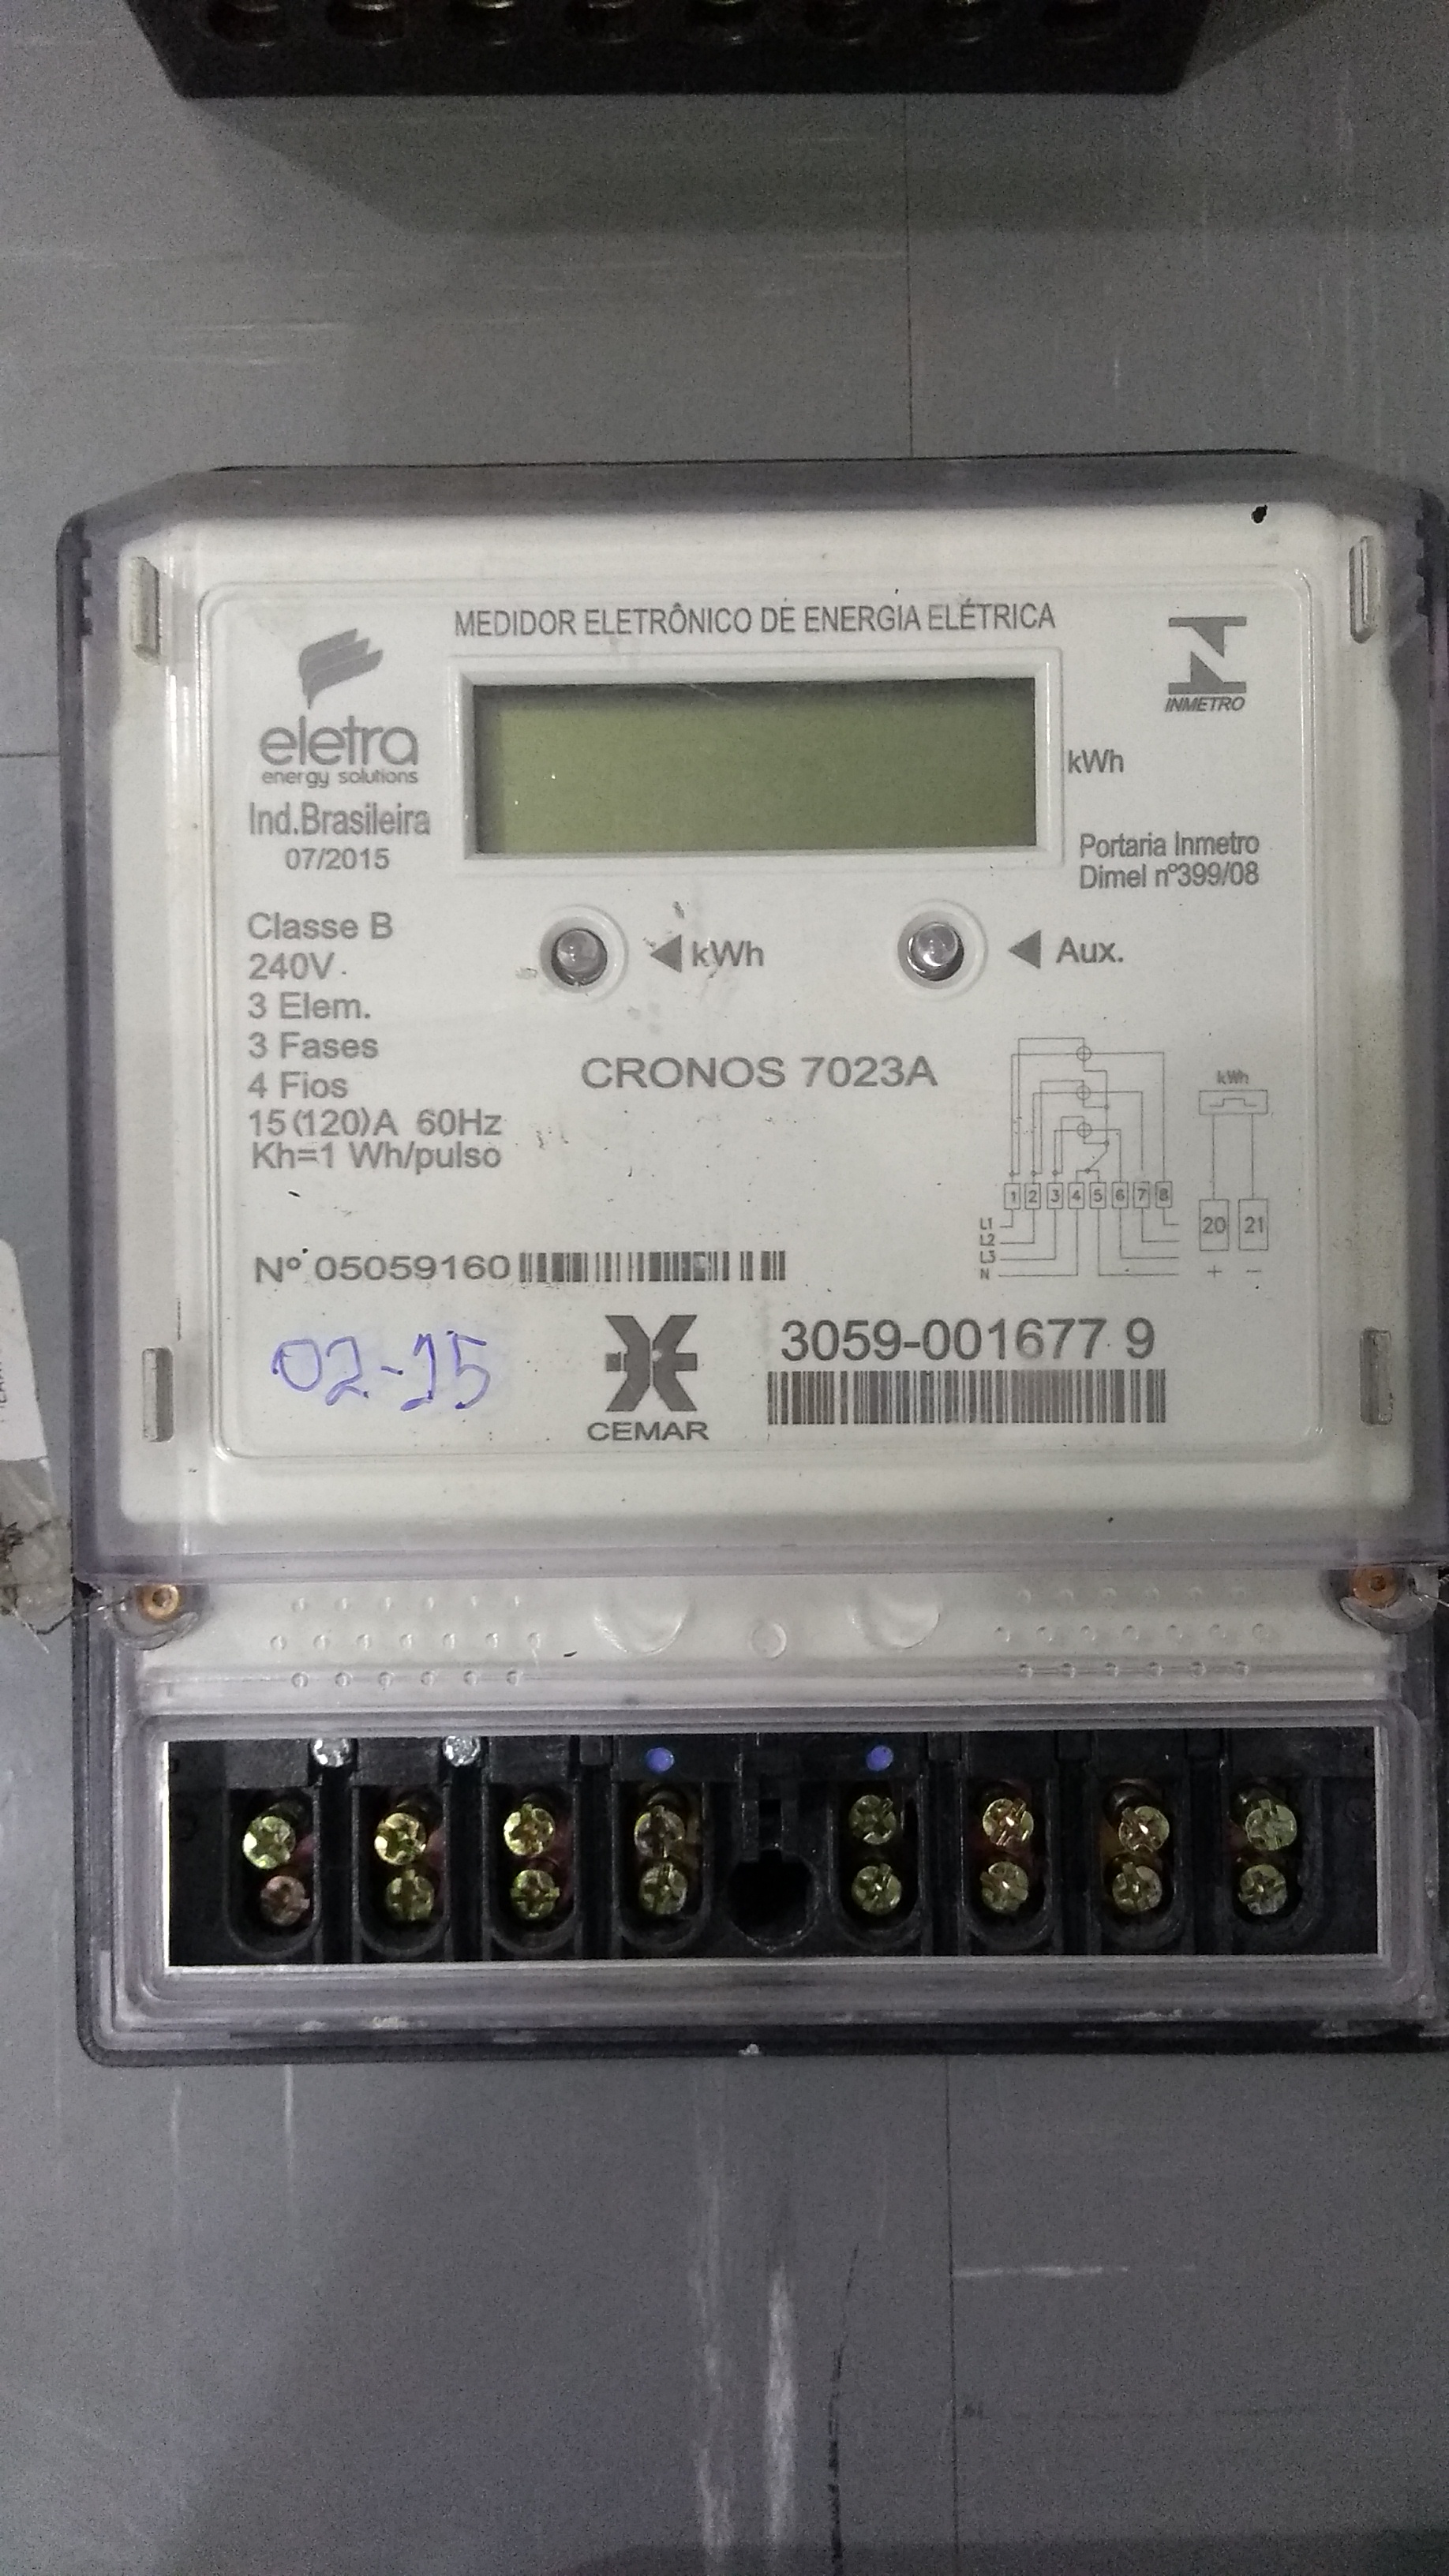 MEDIDOR ELETRÔNICO DE ENERGIA ELÉTRICA
eletra
energy solutions
Ind.Brasileira
07/2015
INMETRO
kWh
Portaria Inmetro
Dimel nº399/08
Classe B
240V
3 Elem.
3 Fases
4 Fios
15(120)A 60Hz
Kh=1 Wh/pulso
kWh
Aux.
CRONOS 7023A
kWh
1 2 3 4 5 6 7 8
20 21
L1
L2
L3
N
+ −
Nº 05059160
02-15
CEMAR
3059-001677 9